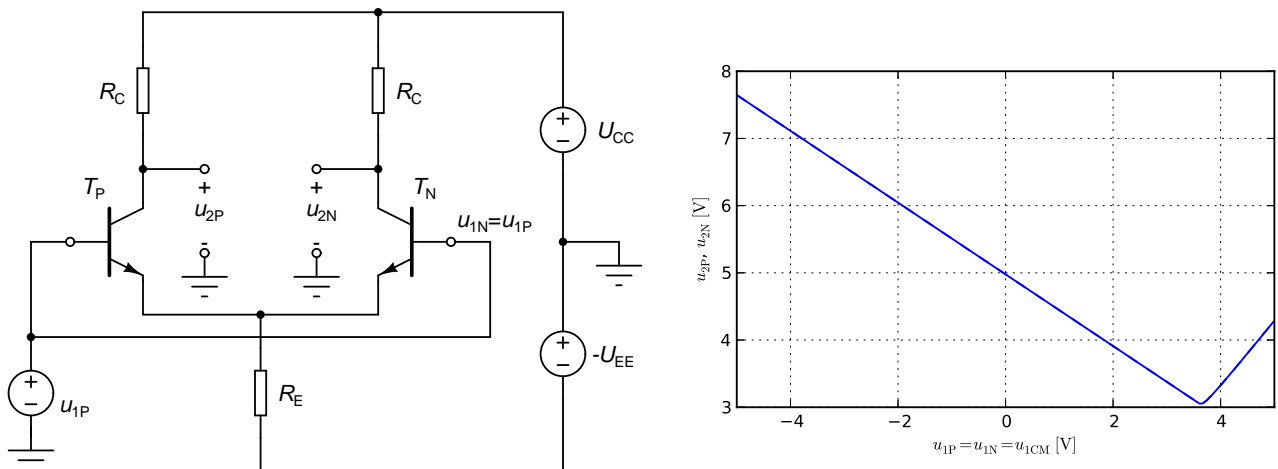 R_C
R_C
+
−
U_CC
T_P
T_N
+
u_2P
-
+
u_2N
-
u_1N=u_1P
+
−
-U_EE
+
−
u_1P
R_E
8
7
6
5
4
3
u_2P, u_2N [V]
−4
−2
0
2
4
u_1P=u_1N=u_1CM [V]